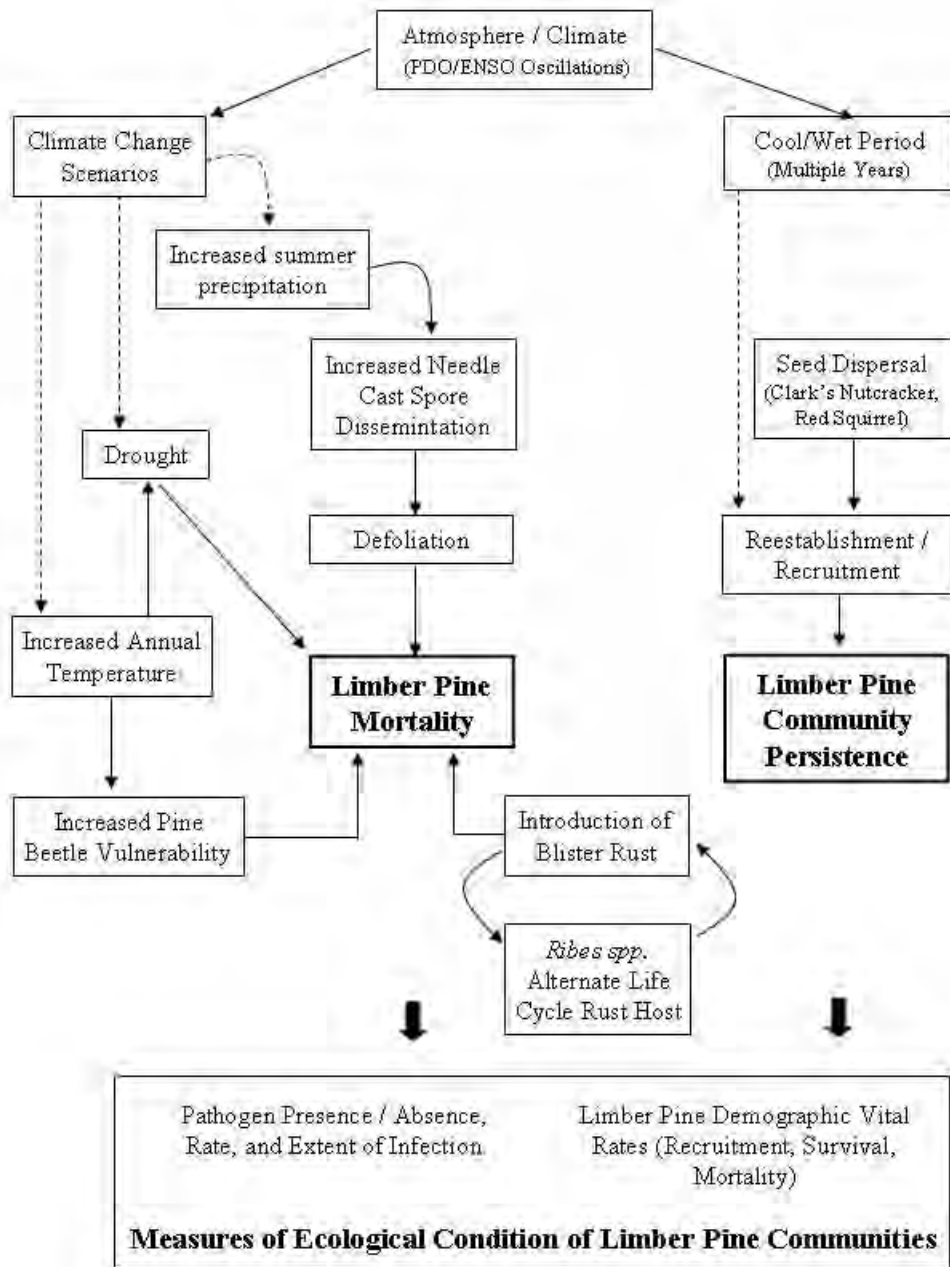 Atmosphere / Climate
(PDO/ENSO Oscillations)
Climate Change
Scenarios
Cool/Wet Period
(Multiple Years)
Increased summer
precipitation
Increased Needle
Cast Spore
Dissemintation
Seed Dispersal
(Clark's Nutcracker,
Red Squirrel)
Drought
Defoliation
Reestablishment /
Recruitment
Increased Annual
Temperature
Limber Pine
Mortality
Limber Pine
Community
Persistence
Increased Pine
Beetle Vulnerability
Introduction of
Blister Rust
Ribes spp.
Alternate Life
Cycle Rust Host
Pathogen Presence / Absence,
Rate, and Extent of Infection
Limber Pine Demographic Vital
Rates (Recruitment, Survival,
Mortality)
Measures of Ecological Condition of Limber Pine Communities